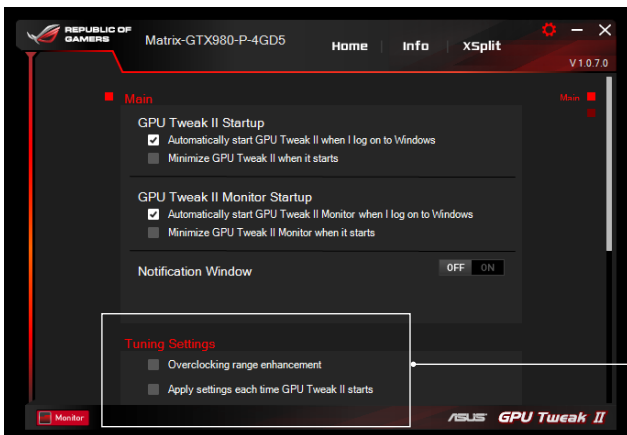 REPUBLIC OF
GAMERS
Matrix-GTX980-P-4GD5
Home
Info
XSplit
V 1.0.7.0
Main
Main
GPU Tweak II Startup
Automatically start GPU Tweak II when I log on to Windows
Minimize GPU Tweak II when it starts
GPU Tweak II Monitor Startup
Automatically start GPU Tweak II Monitor when I log on to Windows
Minimize GPU Tweak II Monitor when it starts
Notification Window
OFF ON
Tuning Settings
Overclocking range enhancement
Apply settings each time GPU Tweak II starts
Monitor
ASUS GPU Tweak II